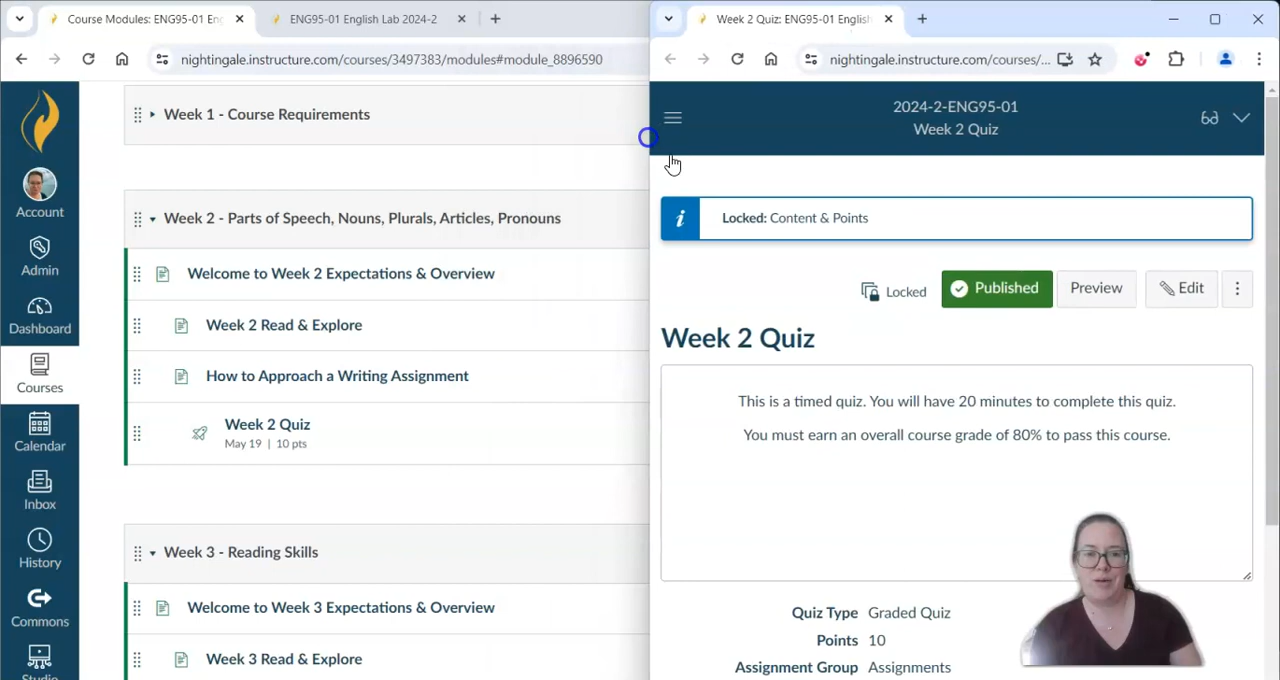 Course Modules: ENG95-01 Eng
ENG95-01 English Lab 2024-2
Week 2 Quiz: ENG95-01 English
nightingale.instructure.com/courses/3497383/modules#module_8896590
nightingale.instructure.com/courses/...
Account
Admin
Dashboard
Courses
Calendar
Inbox
History
Commons
Studio
Week 1 - Course Requirements
Week 2 - Parts of Speech, Nouns, Plurals, Articles, Pronouns
Welcome to Week 2 Expectations & Overview
Week 2 Read & Explore
How to Approach a Writing Assignment
Week 2 Quiz
May 19 | 10 pts
Week 3 - Reading Skills
Welcome to Week 3 Expectations & Overview
Week 3 Read & Explore
2024-2-ENG95-01
Week 2 Quiz
Locked: Content & Points
Locked
Published
Preview
Edit
Week 2 Quiz
This is a timed quiz. You will have 20 minutes to complete this quiz.
You must earn an overall course grade of 80% to pass this course.
Quiz Type Graded Quiz
Points 10
Assignment Group Assignments